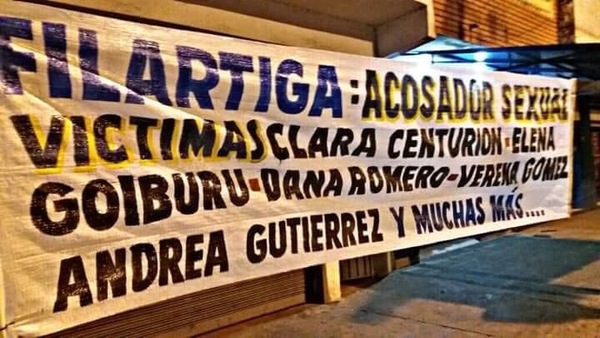 FILARTIGA: ACOSADOR SEXUAL
VICTIMAS CLARA CENTURION-ELENA
GOIBURU-DANA ROMERO-VERENA GOMEZ
ANDREA GUTIERREZ Y MUCHAS MÁS....